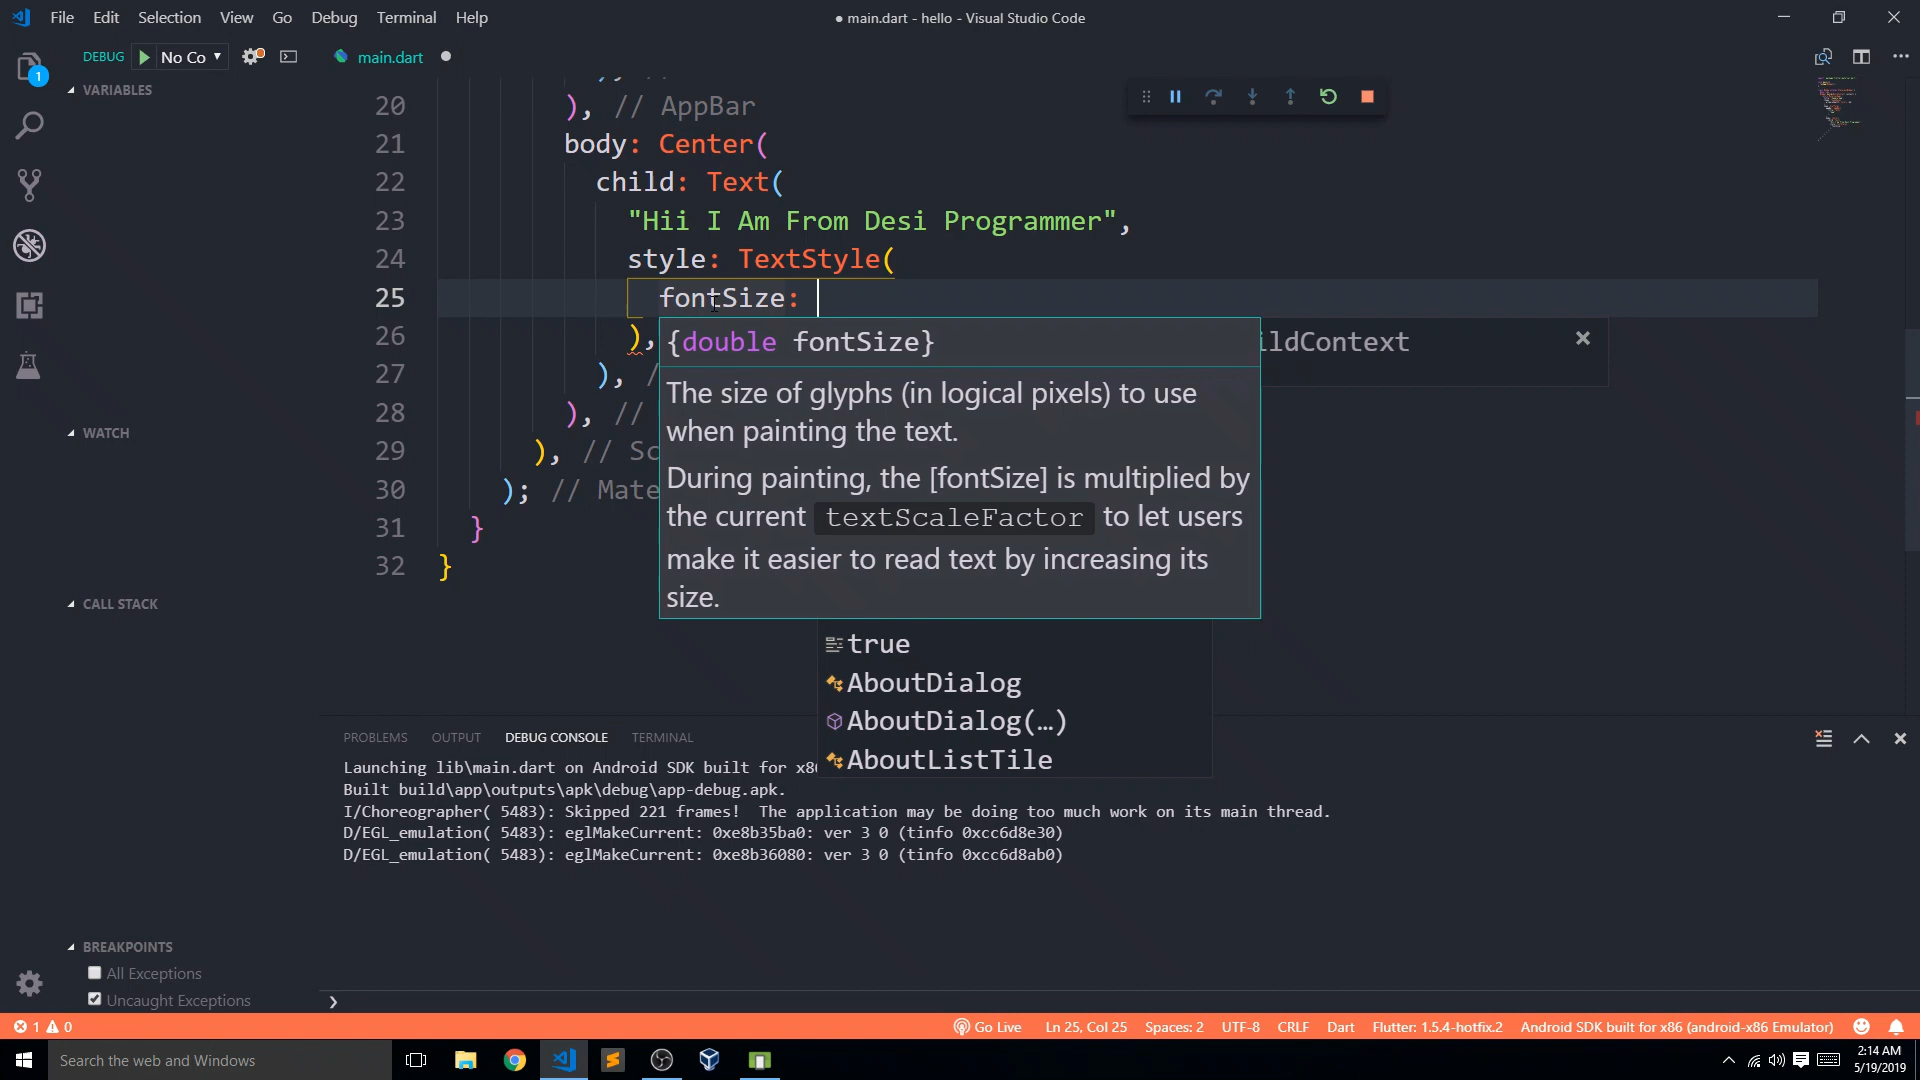 File Edit Selection View Go Debug Terminal Help
● main.dart - hello - Visual Studio Code
DEBUG No Co
main.dart
1
VARIABLES
20 ), // AppBar
21 body: Center(
22 child: Text(
23 "Hii I Am From Desi Programmer",
24 style: TextStyle(
25 fontSize:
26 ),
{double fontSize}
ildContext
The size of glyphs (in logical pixels) to use
when painting the text.
During painting, the [fontSize] is multiplied by
the current textScaleFactor to let users
make it easier to read text by increasing its
size.
27 ), /
28 ), //
29 ), // Sc
30 ); // Mate
31 }
32 }
WATCH
CALL STACK
true
AboutDialog
AboutDialog(…)
AboutListTile
PROBLEMS OUTPUT DEBUG CONSOLE TERMINAL
Launching lib\main.dart on Android SDK built for x8
Built build\app\outputs\apk\debug\app-debug.apk.
I/Choreographer( 5483): Skipped 221 frames!  The application may be doing too much work on its main thread.
D/EGL_emulation( 5483): eglMakeCurrent: 0xe8b35ba0: ver 3 0 (tinfo 0xcc6d8e30)
D/EGL_emulation( 5483): eglMakeCurrent: 0xe8b36080: ver 3 0 (tinfo 0xcc6d8ab0)
BREAKPOINTS
All Exceptions
Uncaught Exceptions
1 0 Go Live Ln 25, Col 25 Spaces: 2 UTF-8 CRLF Dart Flutter: 1.5.4-hotfix.2 Android SDK built for x86 (android-x86 Emulator)
Search the web and Windows
2:14 AM
5/19/2019